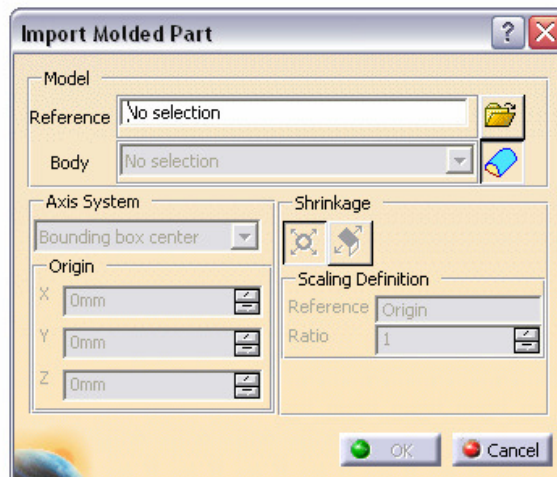 Import Molded Part
?
Model
Reference No selection
Body No selection
Axis System
Bounding box center
Origin
X 0mm
Y 0mm
Z 0mm
Shrinkage
Scaling Definition
Reference Origin
Ratio 1
OK Cancel